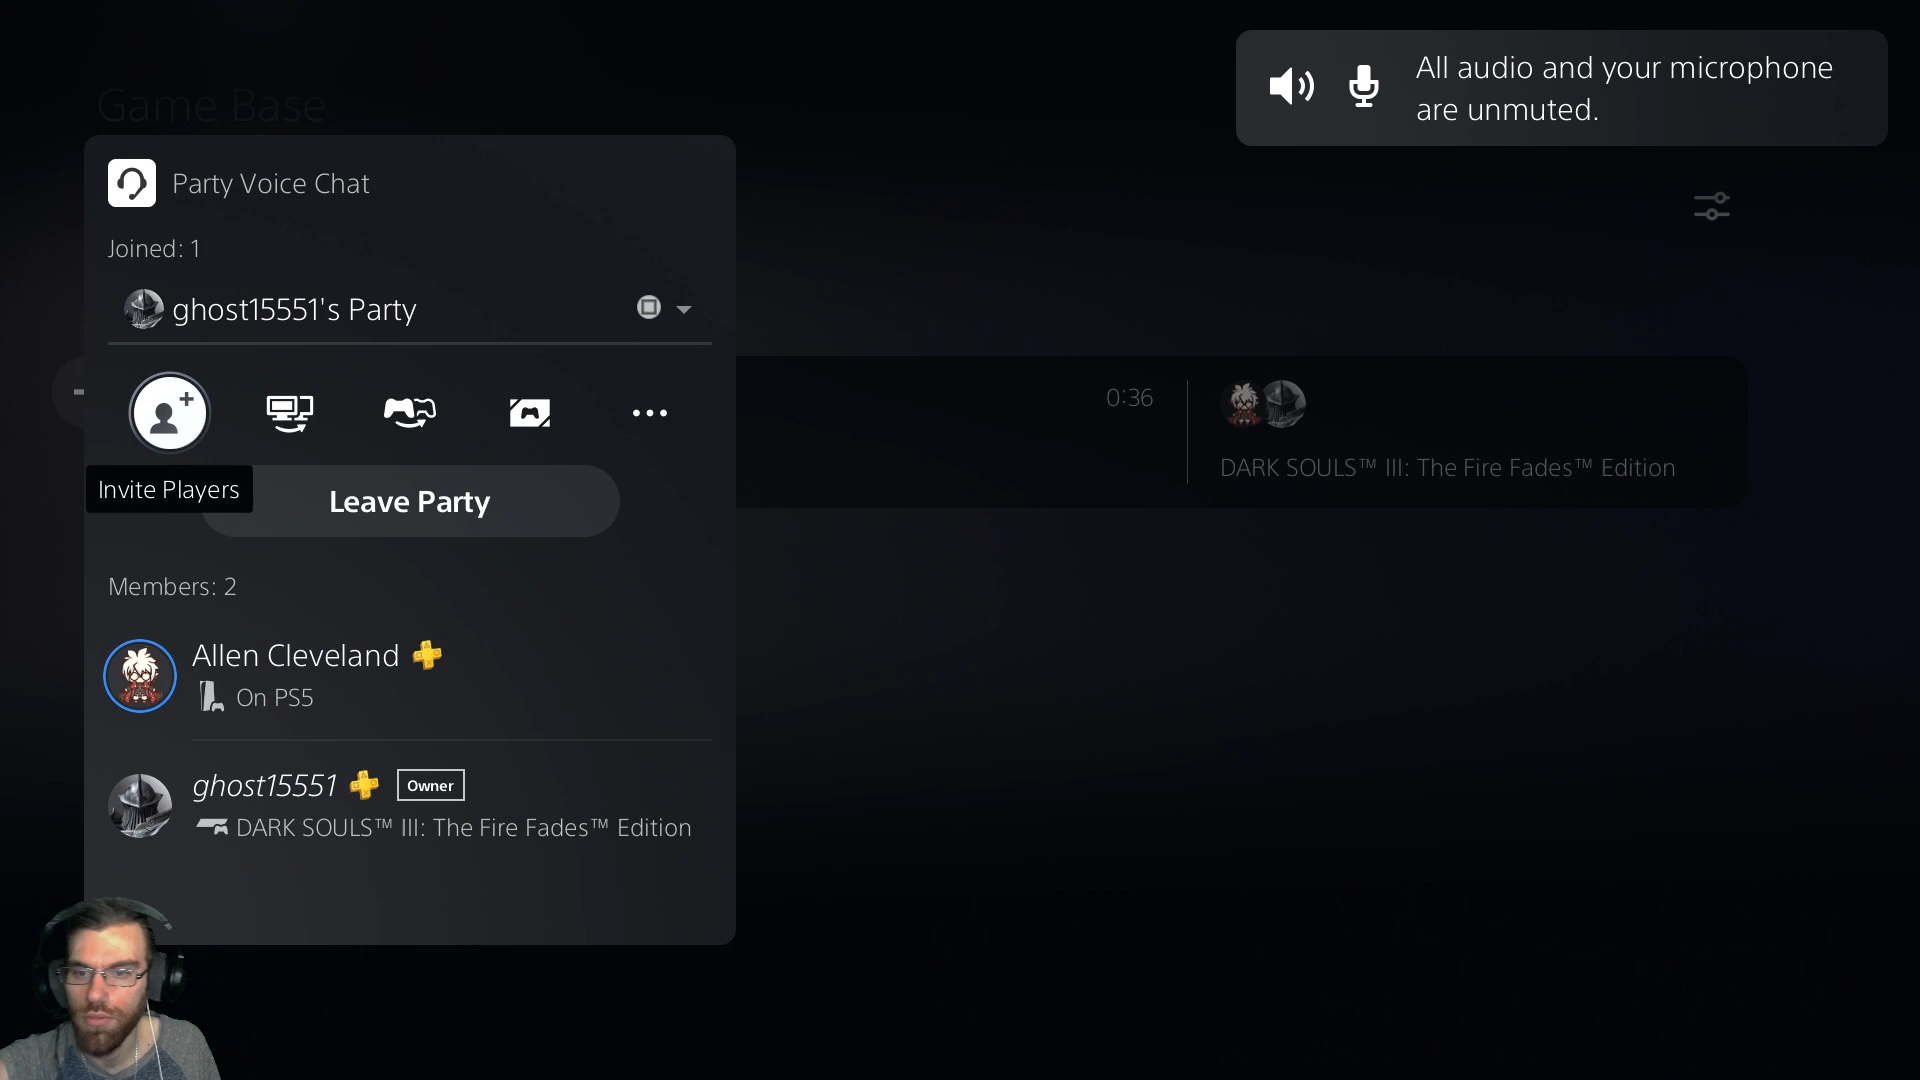 Game Base
All audio and your microphone
are unmuted.
Party Voice Chat
Joined: 1
ghost15551's Party
Invite Players
Leave Party
0:36
DARK SOULS™ III: The Fire Fades™ Edition
Members: 2
Allen Cleveland
On PS5
ghost15551 Owner
DARK SOULS™ III: The Fire Fades™ Edition